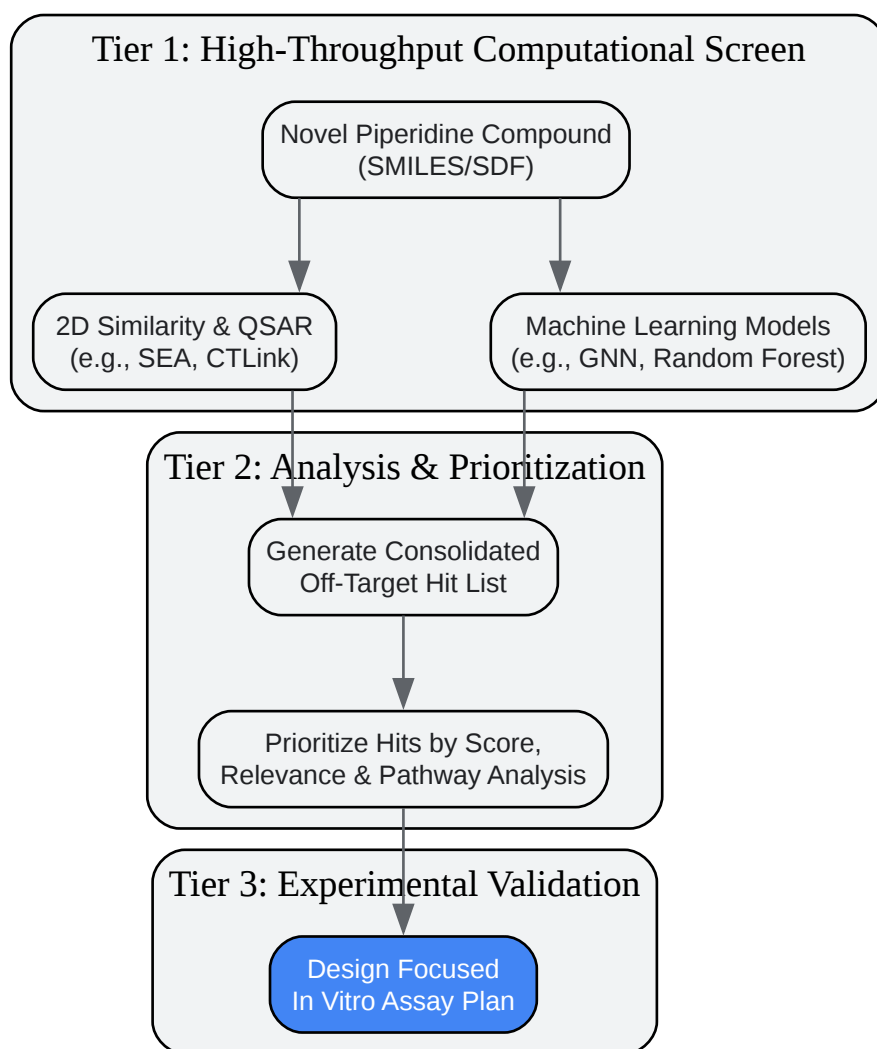 Tier 1: High-Throughput Computational Screen
Novel Piperidine Compound
(SMILES/SDF)
2D Similarity & QSAR
(e.g., SEA, CTLink)
Machine Learning Models
(e.g., GNN, Random Forest)
Tier 2: Analysis & Prioritization
Generate Consolidated
Off-Target Hit List
Prioritize Hits by Score,
Relevance & Pathway Analysis
Tier 3: Experimental Validation
Design Focused
In Vitro Assay Plan